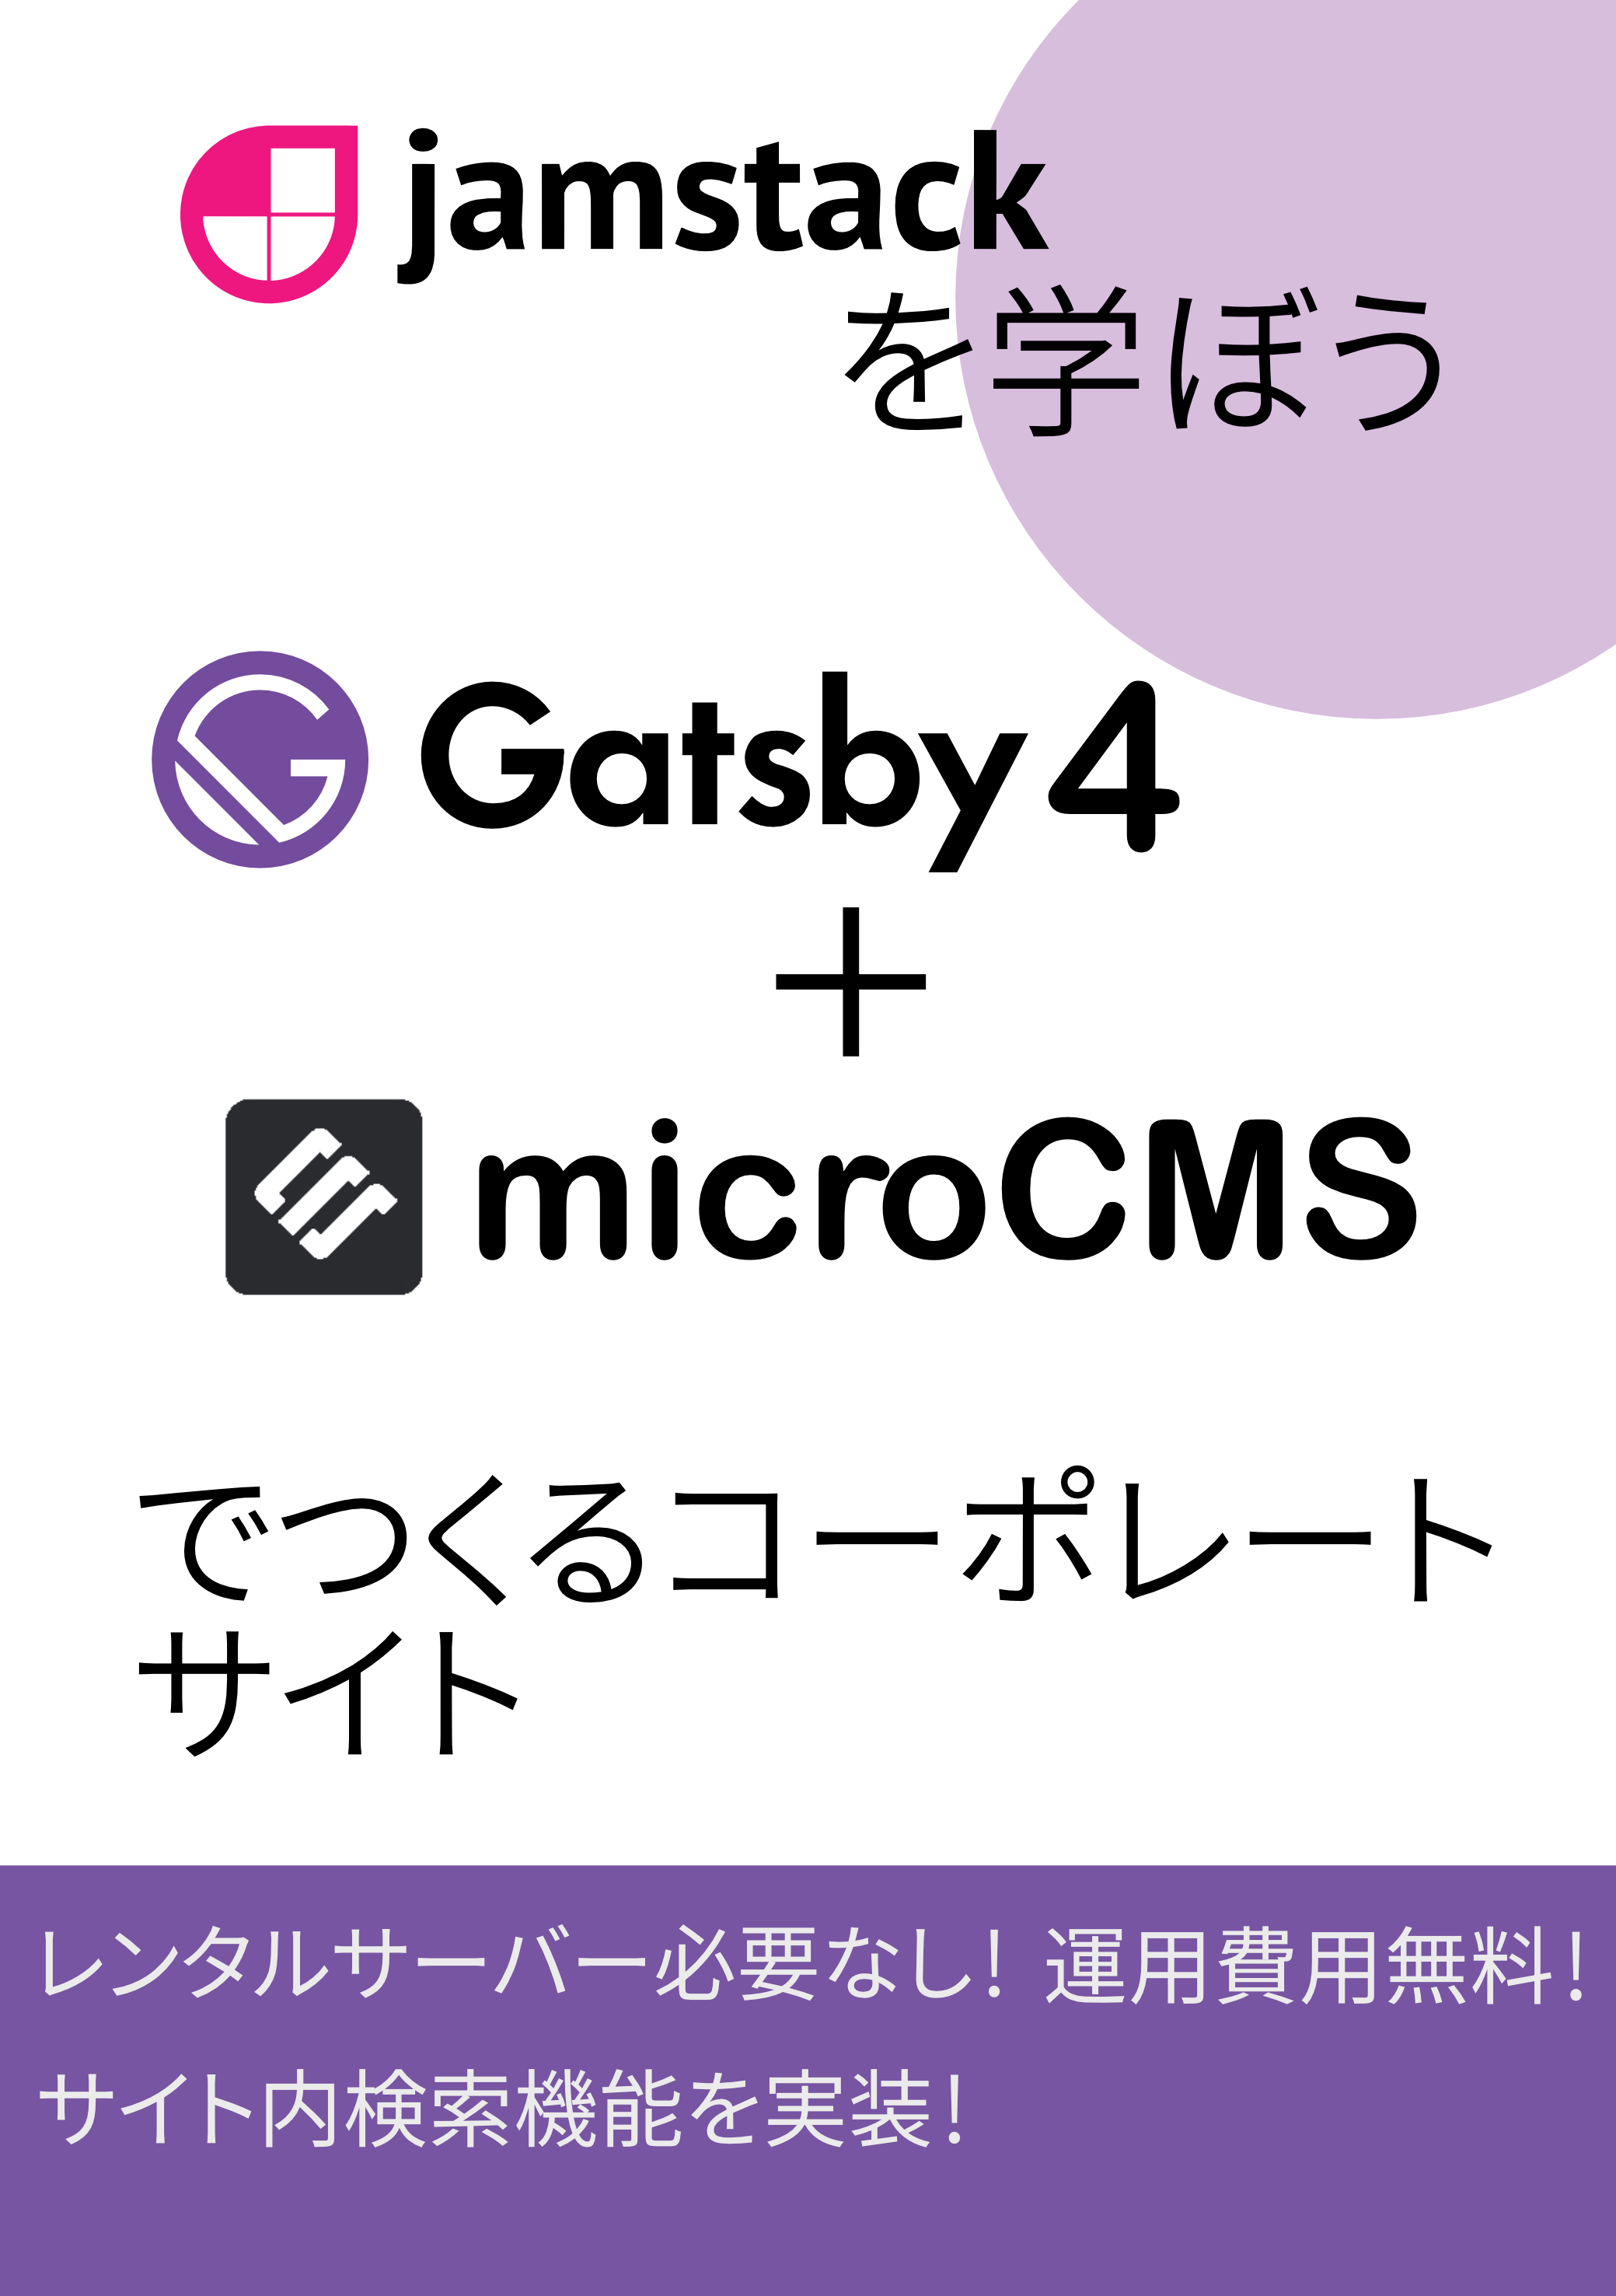 jamstack
を学ぼう
Gatsby 4
＋
microCMS
でつくるコーポレート
サイト
レンタルサーバー必要なし！運用費用無料！
サイト内検索機能を実装！